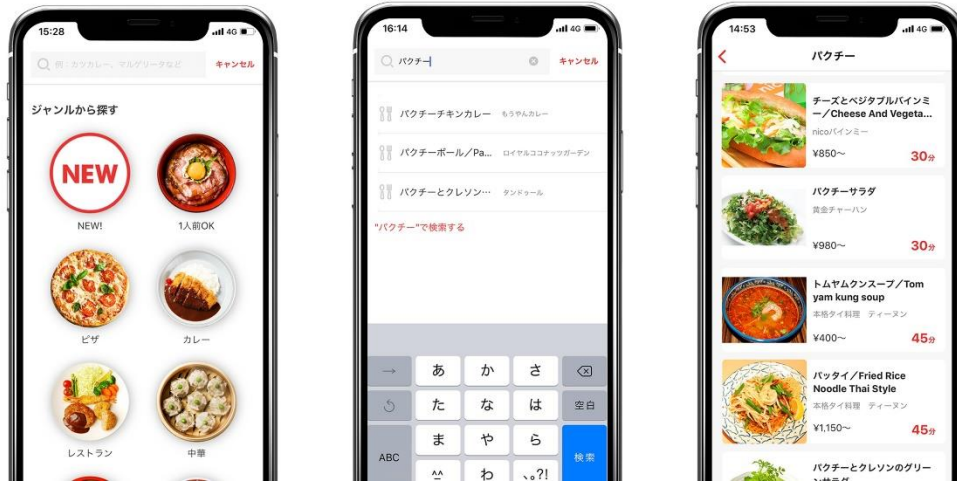 15:28
4G
例：カツカレー、マルゲリータなど
キャンセル
ジャンルから探す
NEW
NEW!
1人前OK
ピザ
カレー
レストラン
中華
16:14
4G
パクチー
キャンセル
パクチーチキンカレー もうやんカレー
パクチーボール／Pa... ロイヤルココナッツガーデン
パクチーとクレソン… タンドゥール
"パクチー"で検索する
→ あ か さ
た な は 空白
ABC ま や ら 検索
^^ わ 、。?!
14:53
4G
パクチー
チーズとベジタブルバインミ
ー／Cheese And Vegeta...
nicoバインミー
¥850〜 30分
パクチーサラダ
黄金チャーハン
¥980〜 30分
トムヤムクンスープ／Tom
yam kung soup
本格タイ料理 ティーヌン
¥400〜 45分
パッタイ／Fried Rice
Noodle Thai Style
本格タイ料理 ティーヌン
¥1,150〜 45分
パクチーとクレソンのグリー
ンサラダ